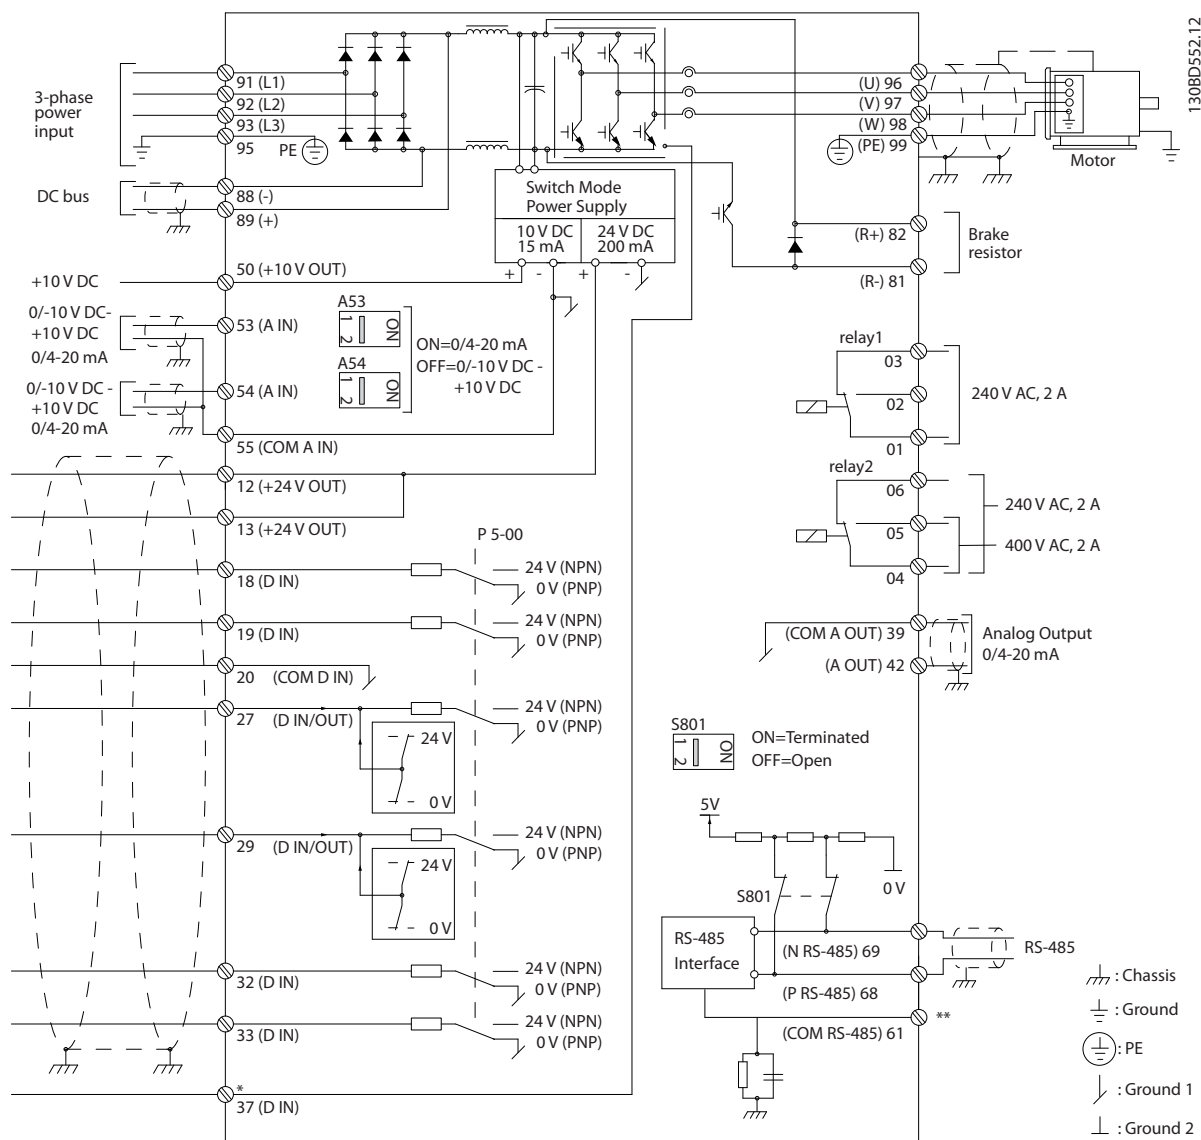 130BD552.12
3-phase
power
input
91 (L1)
92 (L2)
93 (L3)
95
PE
DC bus
88 (-)
89 (+)
+10 V DC
50 (+10 V OUT)
0/-10 V DC-
+10 V DC
0/4-20 mA
53 (A IN)
0/-10 V DC -
+10 V DC
0/4-20 mA
54 (A IN)
55 (COM A IN)
12 (+24 V OUT)
13 (+24 V OUT)
18 (D IN)
19 (D IN)
20 (COM D IN)
27 (D IN/OUT)
24 V
0 V
29 (D IN/OUT)
24 V
0 V
32 (D IN)
33 (D IN)
*
37 (D IN)
Switch Mode
Power Supply
10 V DC
15 mA
24 V DC
200 mA
+ - + -
A53
1 2
ON
A54
1 2
ON
ON=0/4-20 mA
OFF=0/-10 V DC -
+10 V DC
P 5-00
24 V (NPN)
0 V (PNP)
24 V (NPN)
0 V (PNP)
24 V (NPN)
0 V (PNP)
24 V (NPN)
0 V (PNP)
24 V (NPN)
0 V (PNP)
24 V (NPN)
0 V (PNP)
(U) 96
(V) 97
(W) 98
(PE) 99
Motor
(R+) 82
Brake
resistor
(R-) 81
relay1
03
02
01
240 V AC, 2 A
relay2
06
05
04
240 V AC, 2 A
400 V AC, 2 A
(COM A OUT) 39
(A OUT) 42
Analog Output
0/4-20 mA
S801
1 2
ON
ON=Terminated
OFF=Open
5V
0 V
S801
RS-485
Interface
(N RS-485) 69
RS-485
(P RS-485) 68
(COM RS-485) 61
**
: Chassis
: Ground
: PE
: Ground 1
: Ground 2